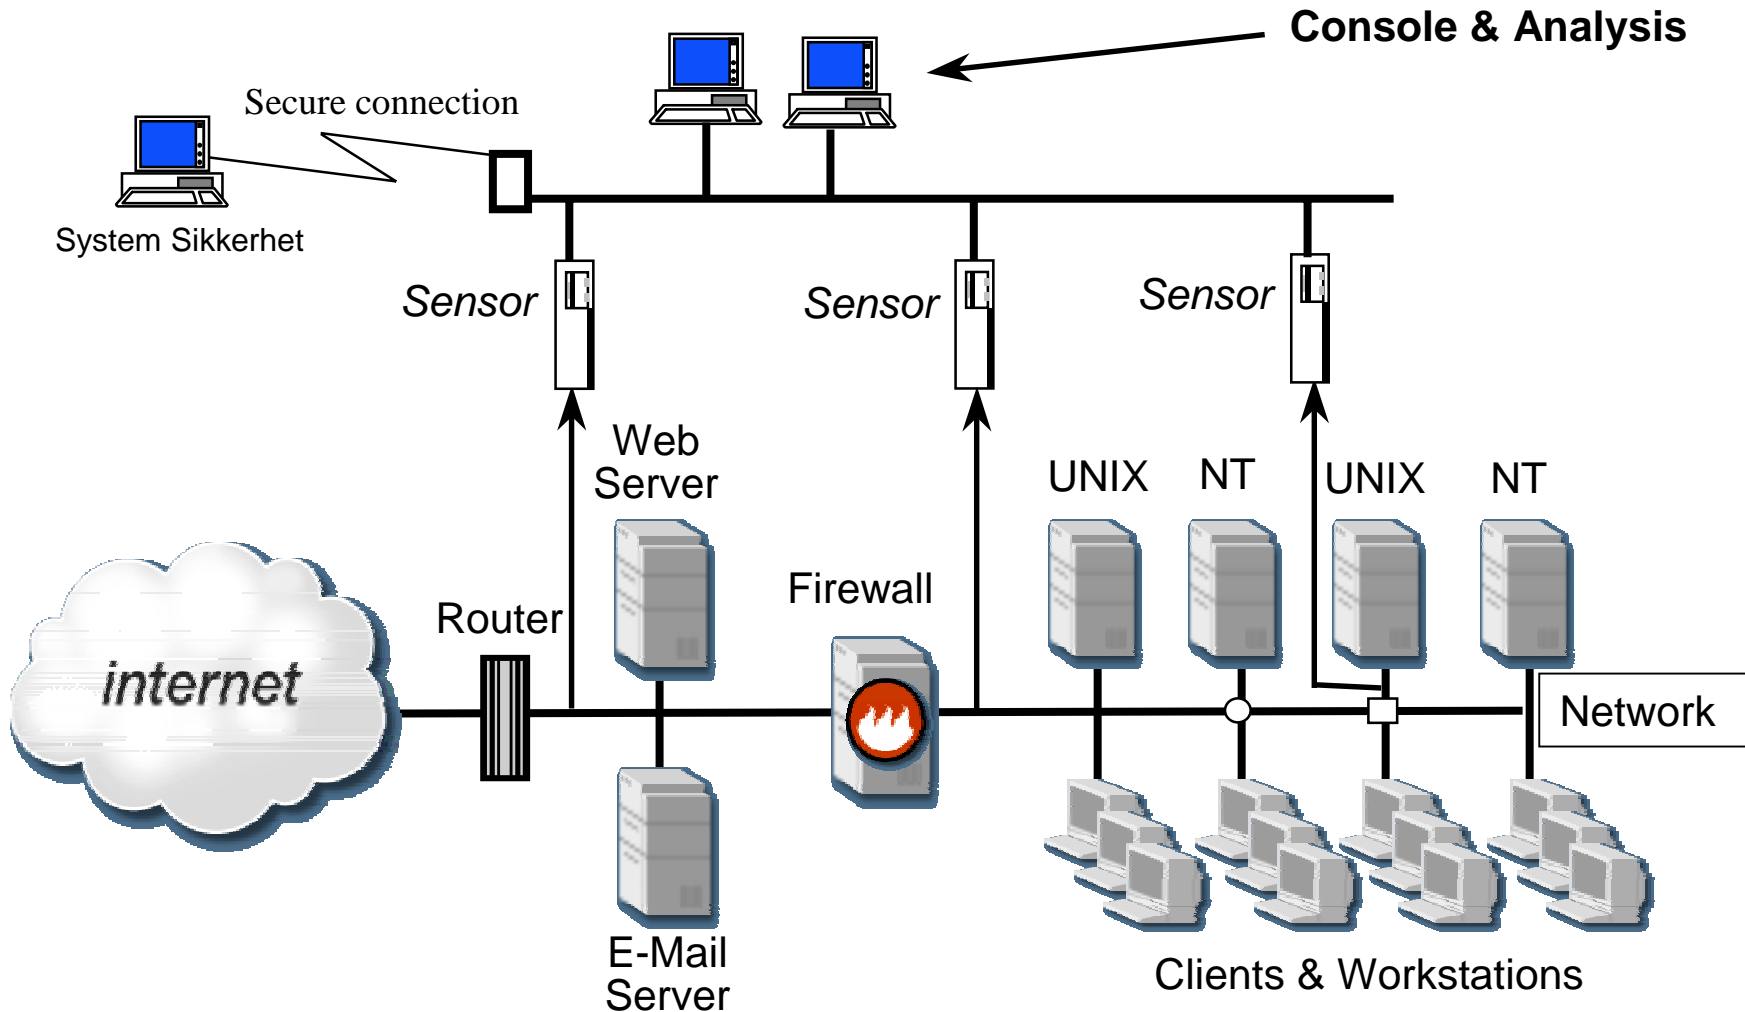 Console & Analysis
Secure connection
System Sikkerhet
Sensor
Sensor
Sensor
Web
Server
UNIX
NT
UNIX
NT
Firewall
Router
internet
Network
E-Mail
Server
Clients & Workstations